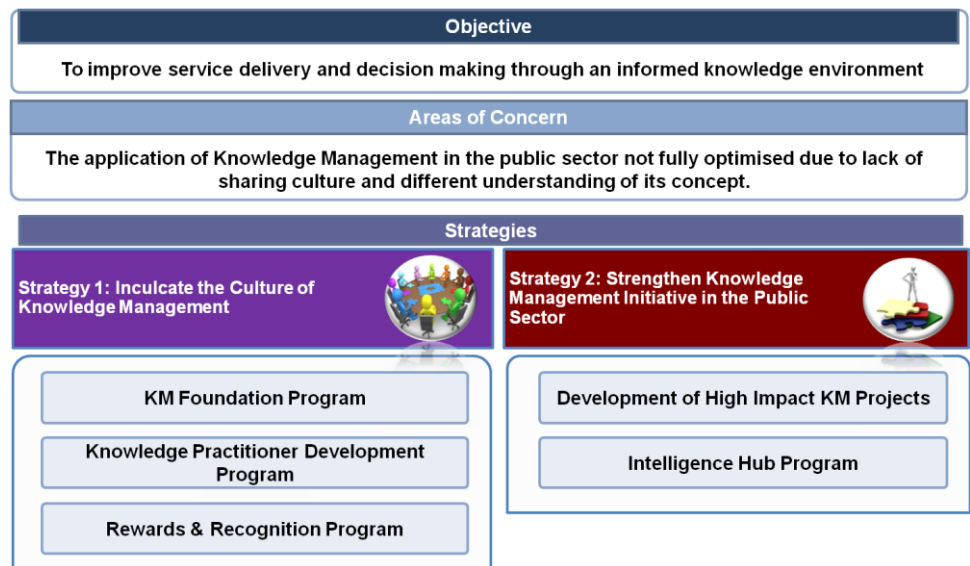 Objective
To improve service delivery and decision making through an informed knowledge environment
Areas of Concern
The application of Knowledge Management in the public sector not fully optimised due to lack of
sharing culture and different understanding of its concept.
Strategies
Strategy 1: Inculcate the Culture of
Knowledge Management
Strategy 2: Strengthen Knowledge
Management Initiative in the Public
Sector
KM Foundation Program
Knowledge Practitioner Development
Program
Rewards & Recognition Program
Development of High Impact KM Projects
Intelligence Hub Program